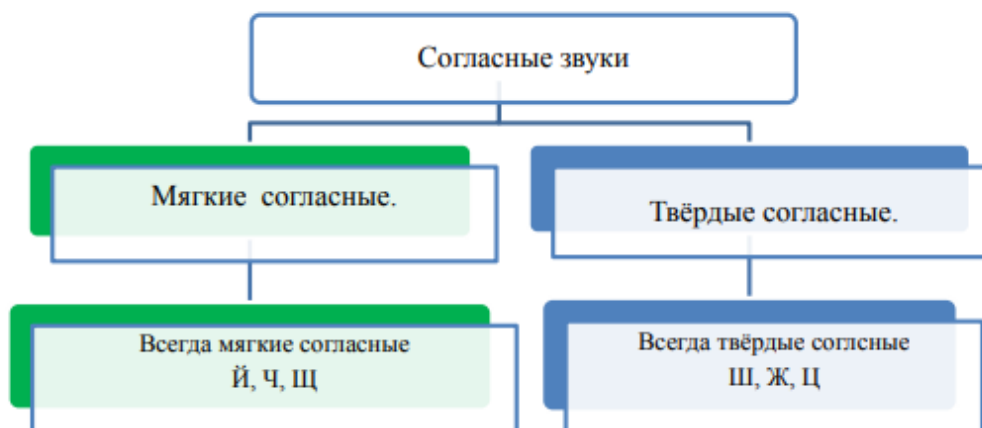 Согласные звуки
Мягкие согласные.
Твёрдые согласные.
Всегда мягкие согласные
Й, Ч, Щ
Всегда твёрдые соглсные
Ш, Ж, Ц